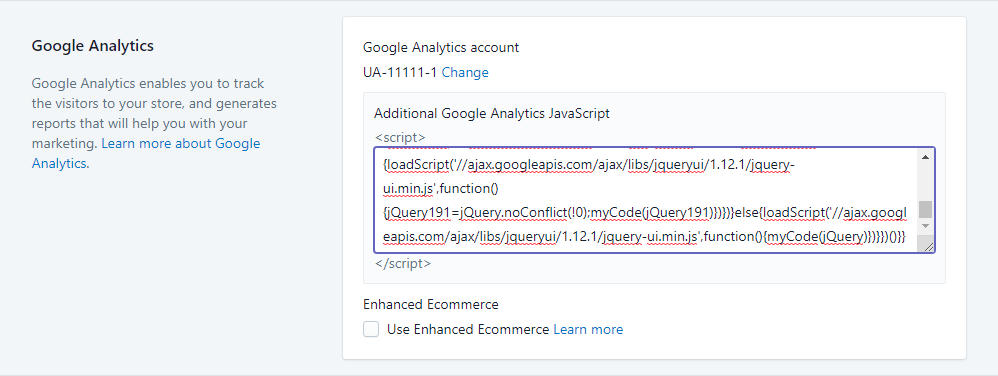 Google Analytics
Google Analytics enables you to track
the visitors to your store, and generates
reports that will help you with your
marketing. Learn more about Google
Analytics.
Google Analytics account
UA-11111-1 Change
Additional Google Analytics JavaScript
<script>
{loadScript('//ajax.googleapis.com/ajax/libs/jqueryui/1.12.1/jquery-
ui.min.js',function()
{jQuery191=jQuery.noConflict(!0);myCode(jQuery191)})})}else{loadScript('//ajax.googl
eapis.com/ajax/libs/jqueryui/1.12.1/jquery-ui.min.js',function(){myCode(jQuery)})}})()}}
</script>
Enhanced Ecommerce
Use Enhanced Ecommerce Learn more